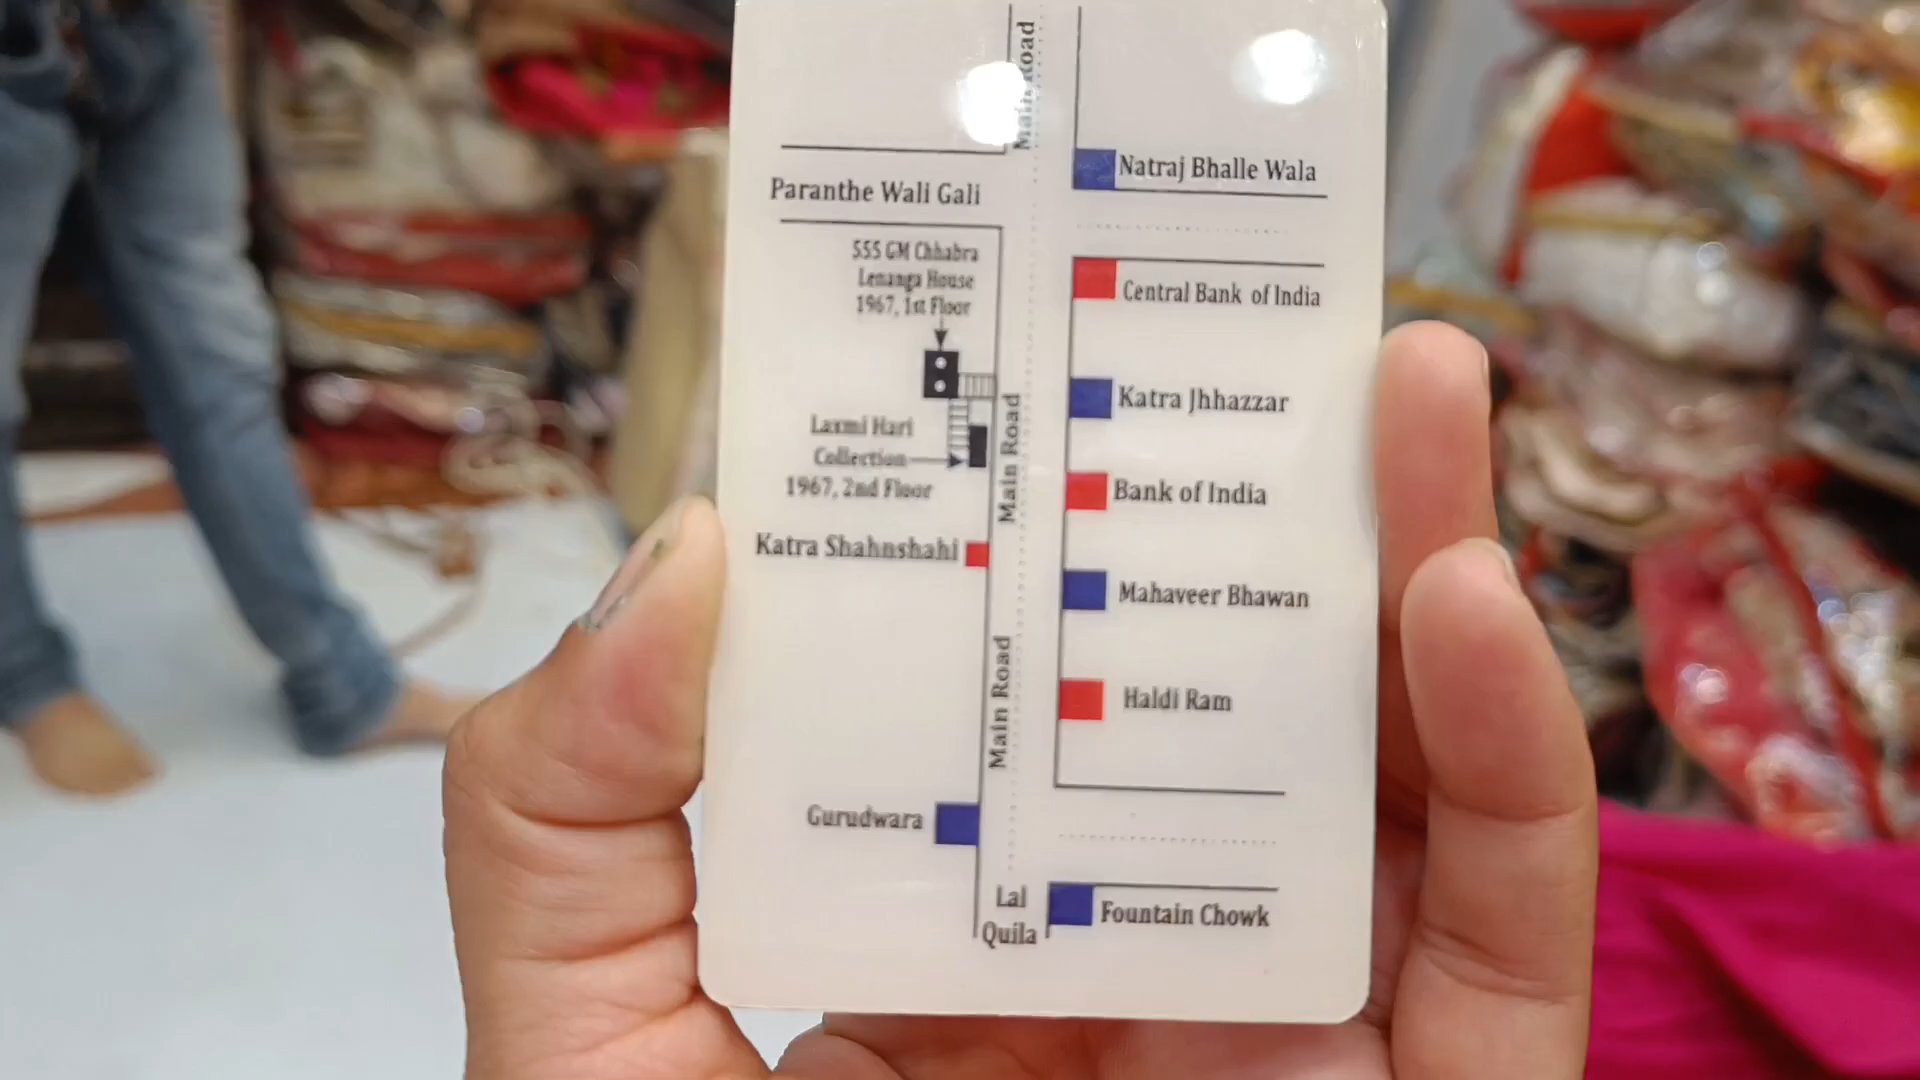 Main Road
Natraj Bhalle Wala
Paranthe Wali Gali
555 GM Chhabra
Lenanga House
1967, 1st Floor
Central Bank of India
Katra Jhhazzar
Laxmi Hari
Collection
1967, 2nd Floor
Main Road
Bank of India
Katra Shahnshahi
Mahaveer Bhawan
Main Road
Haldi Ram
Gurudwara
Lal
Quila
Fountain Chowk